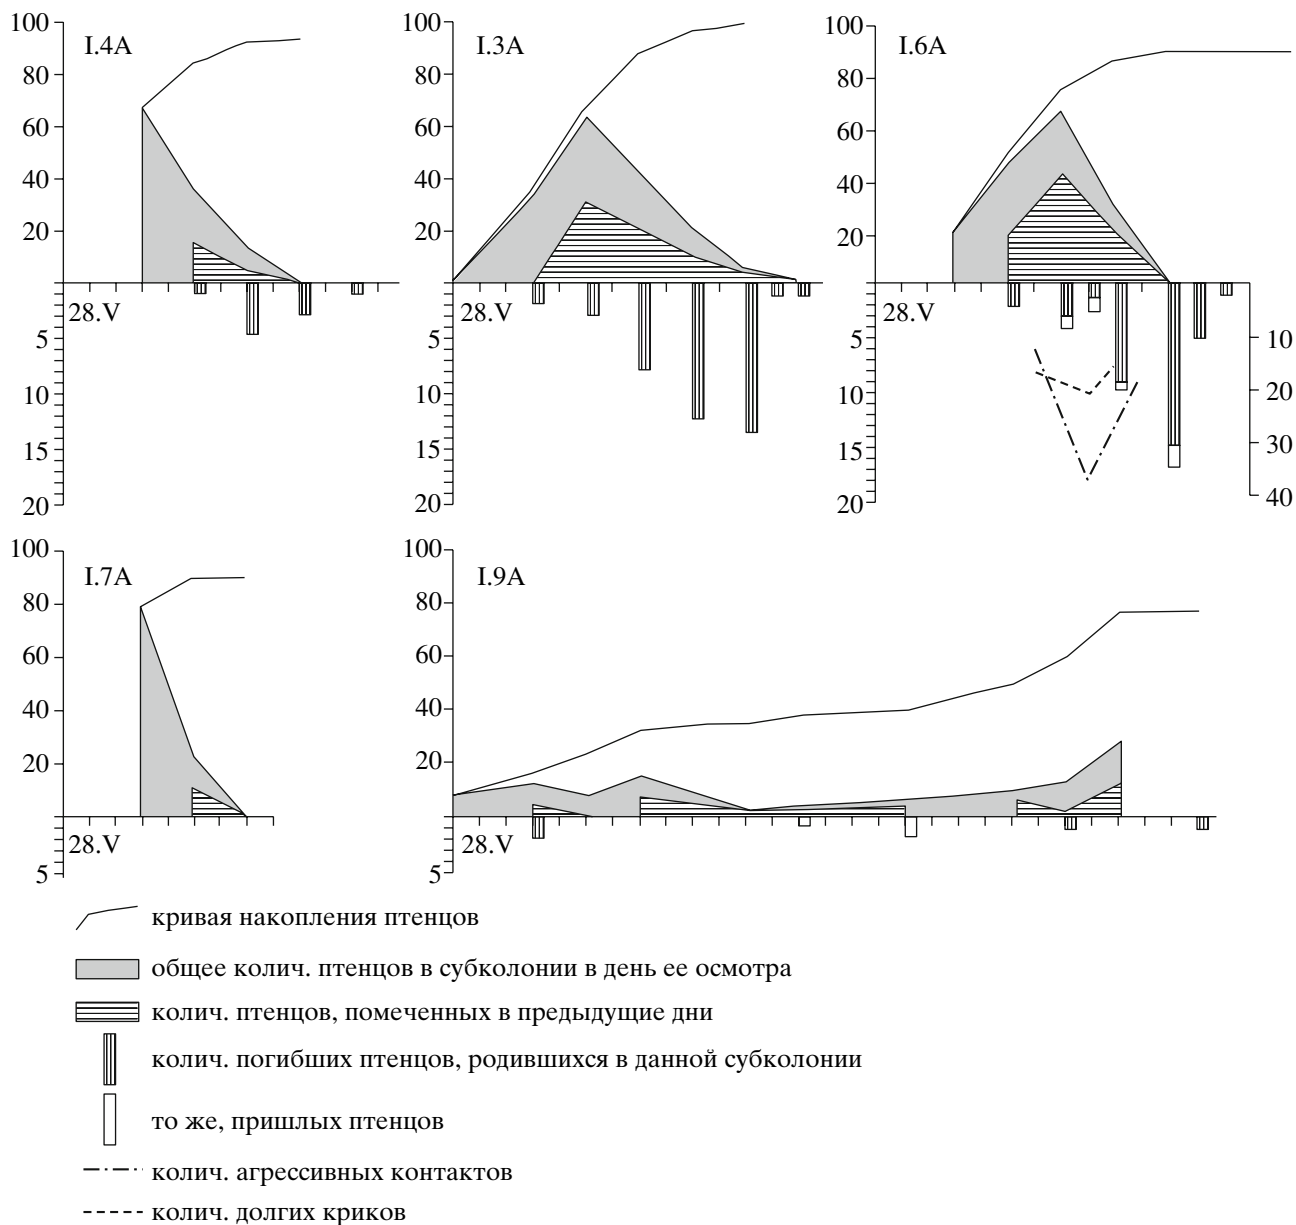 100
80
60
40
20
I.4A
28.V
5
10
15
20
100
80
60
40
20
I.3A
28.V
5
10
15
20
100
80
60
40
20
I.6A
28.V
5
10
15
20
10
20
30
40
100
80
60
40
20
I.7A
28.V
5
100
80
60
40
20
I.9A
28.V
5
кривая накопления птенцов
общее колич. птенцов в субколонии в день ее осмотра
колич. птенцов, помеченных в предыдущие дни
колич. погибших птенцов, родившихся в данной субколонии
то же, пришлых птенцов
колич. агрессивных контактов
колич. долгих криков